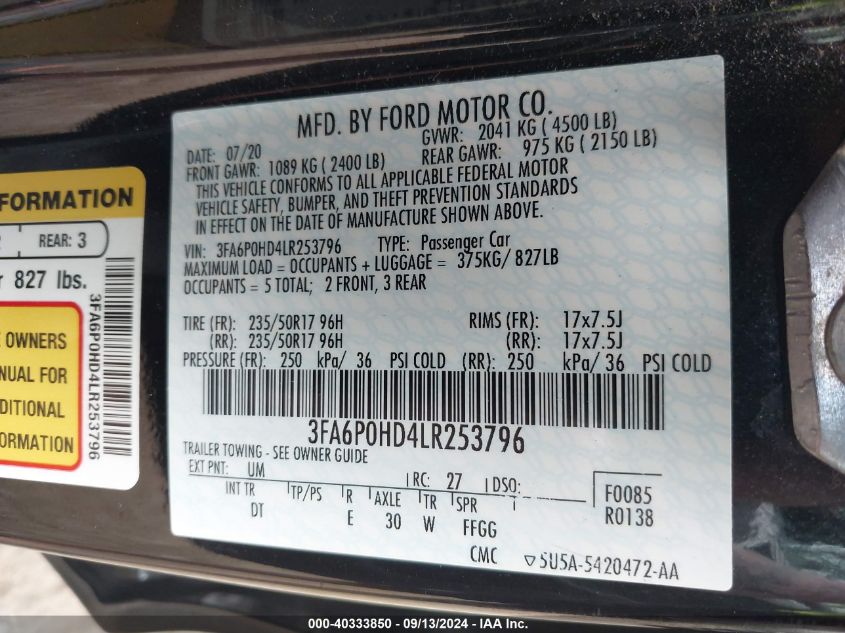 MFD. BY FORD MOTOR CO.
DATE: 07/20 GVWR: 2041 KG ( 4500 LB)
FRONT GAWR: 1089 KG ( 2400 LB) REAR GAWR: 975 KG ( 2150 LB)
THIS VEHICLE CONFORMS TO ALL APPLICABLE FEDERAL MOTOR
VEHICLE SAFETY, BUMPER, AND THEFT PREVENTION STANDARDS
IN EFFECT ON THE DATE OF MANUFACTURE SHOWN ABOVE.
VIN: 3FA6P0HD4LR253796 TYPE: Passenger Car
MAXIMUM LOAD = OCCUPANTS + LUGGAGE = 375KG/ 827LB
OCCUPANTS = 5 TOTAL; 2 FRONT, 3 REAR
TIRE (FR): 235/50R17 96H RIMS (FR): 17x7.5J
(RR): 235/50R17 96H (RR): 17x7.5J
PRESSURE (FR): 250 kPa/ 36 PSI COLD (RR): 250 kPa/36 PSI COLD
3FA6P0HD4LR253796
TRAILER TOWING - SEE OWNER GUIDE
EXT PNT: UM RC: 27 DSO:
INT TR TP/PS R AXLE TR SPR F0085
DT E 30 W FFGG R0138
CMC ▽5U5A-5420472-AA
FORMATION
REAR: 3
827 lbs.
OWNERS
NUAL FOR
DITIONAL
ORMATION
3FA6P0HD4LR253796
000-40333850 - 09/13/2024 - IAA Inc.